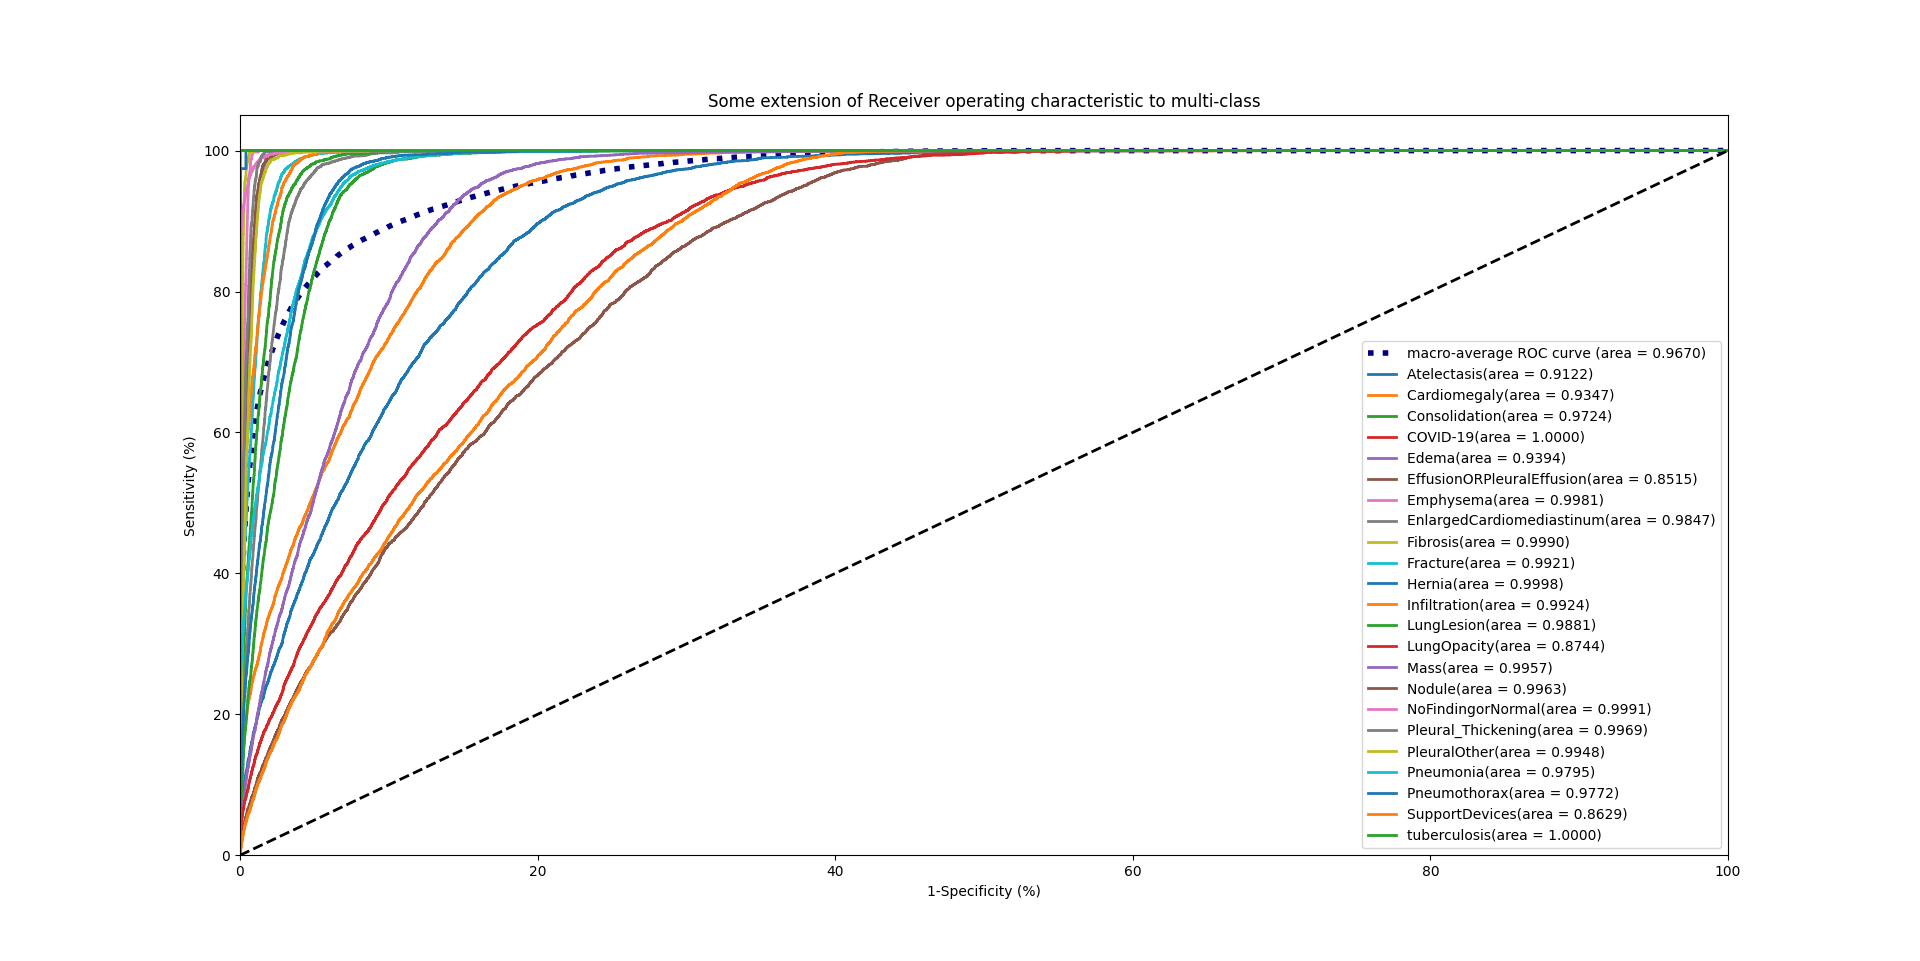 Some extension of Receiver operating characteristic to multi-class
100
80
60
40
20
0
Sensitivity (%)
0 20 40 60 80 100
1-Specificity (%)
macro-average ROC curve (area = 0.9670)
Atelectasis(area = 0.9122)
Cardiomegaly(area = 0.9347)
Consolidation(area = 0.9724)
COVID-19(area = 1.0000)
Edema(area = 0.9394)
EffusionORPleuralEffusion(area = 0.8515)
Emphysema(area = 0.9981)
EnlargedCardiomediastinum(area = 0.9847)
Fibrosis(area = 0.9990)
Fracture(area = 0.9921)
Hernia(area = 0.9998)
Infiltration(area = 0.9924)
LungLesion(area = 0.9881)
LungOpacity(area = 0.8744)
Mass(area = 0.9957)
Nodule(area = 0.9963)
NoFindingorNormal(area = 0.9991)
Pleural_Thickening(area = 0.9969)
PleuralOther(area = 0.9948)
Pneumonia(area = 0.9795)
Pneumothorax(area = 0.9772)
SupportDevices(area = 0.8629)
tuberculosis(area = 1.0000)